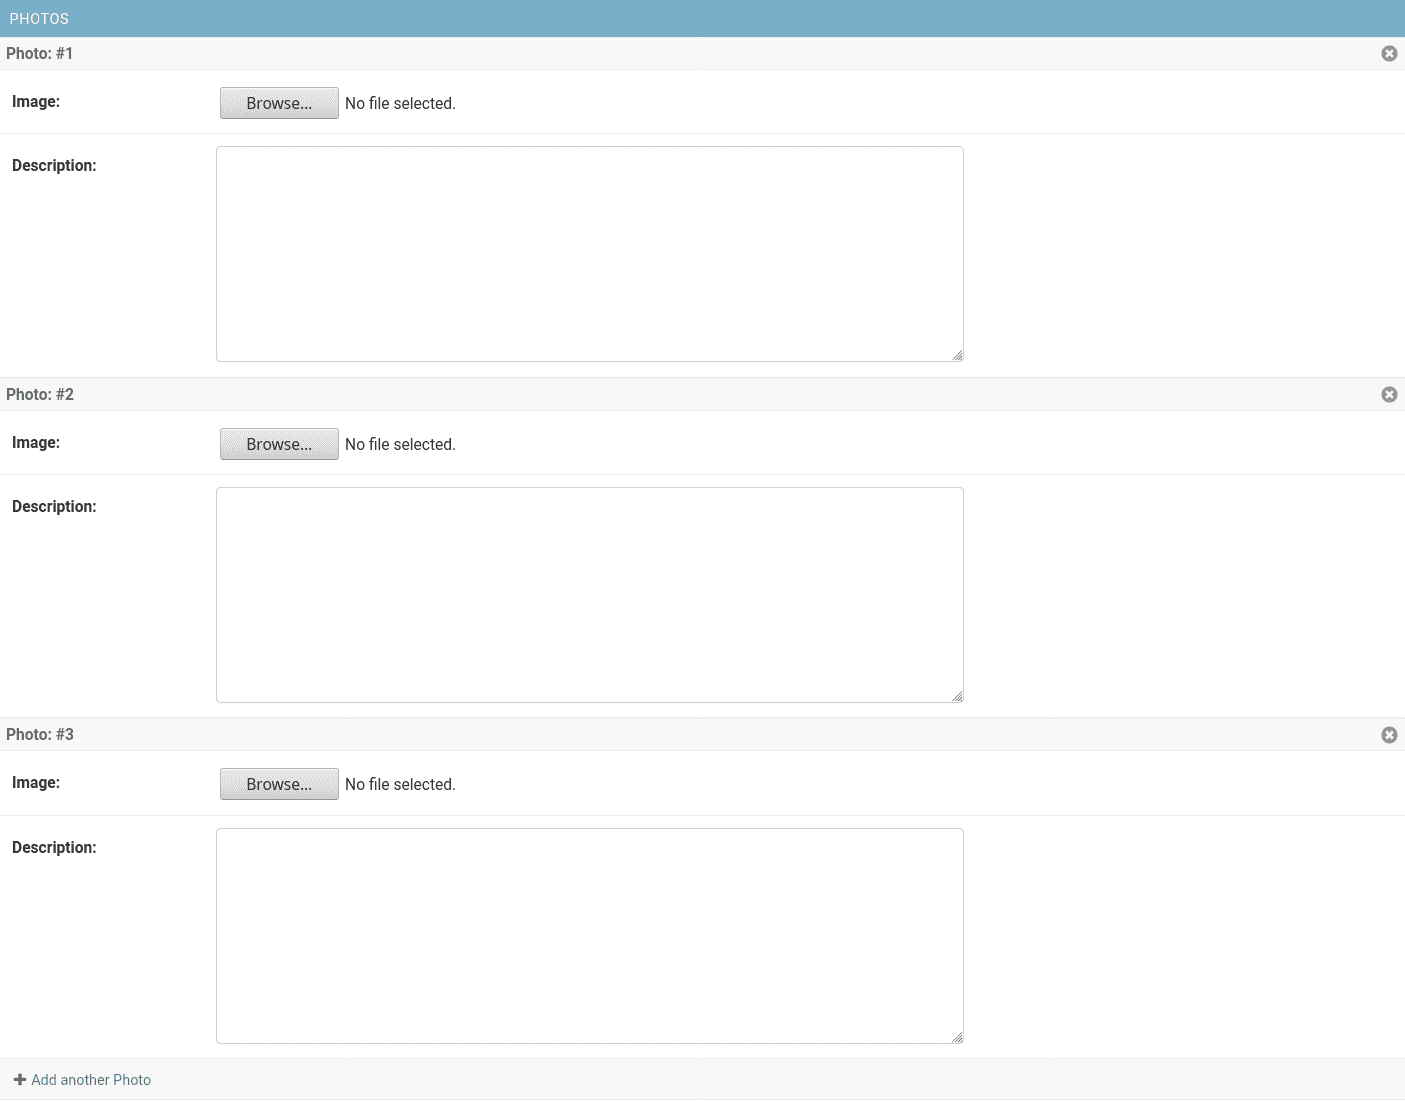 PHOTOS
Photo: #1
Image: Browse... No file selected.
Description:
Photo: #2
Image: Browse... No file selected.
Description:
Photo: #3
Image: Browse... No file selected.
Description:
Add another Photo